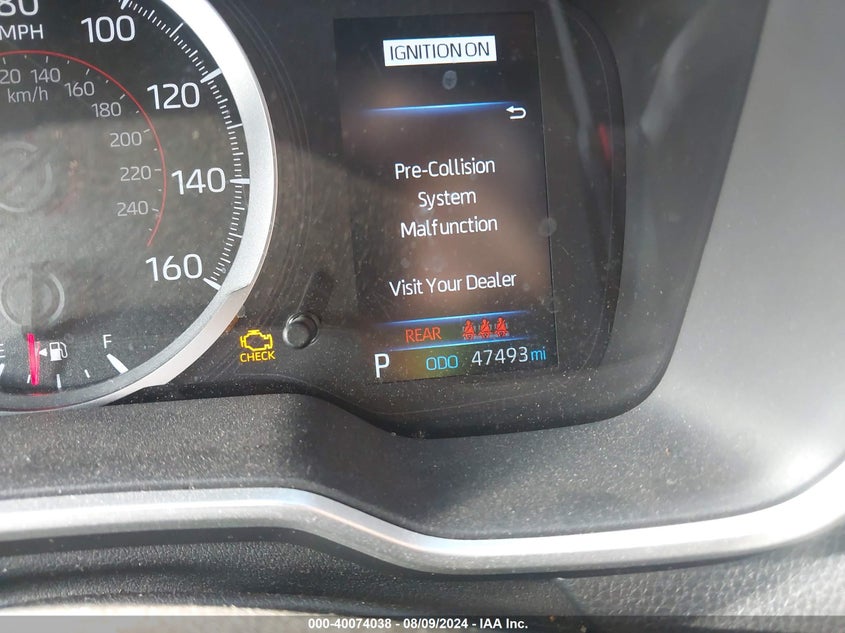 80
MPH
100
120
140
160
120 140 160 180 200 220 240
km/h
E
F
CHECK
IGNITION ON
Pre-Collision
System
Malfunction
Visit Your Dealer
REAR
P ODO 47493 mi
000-40074038 - 08/09/2024 - IAA Inc.